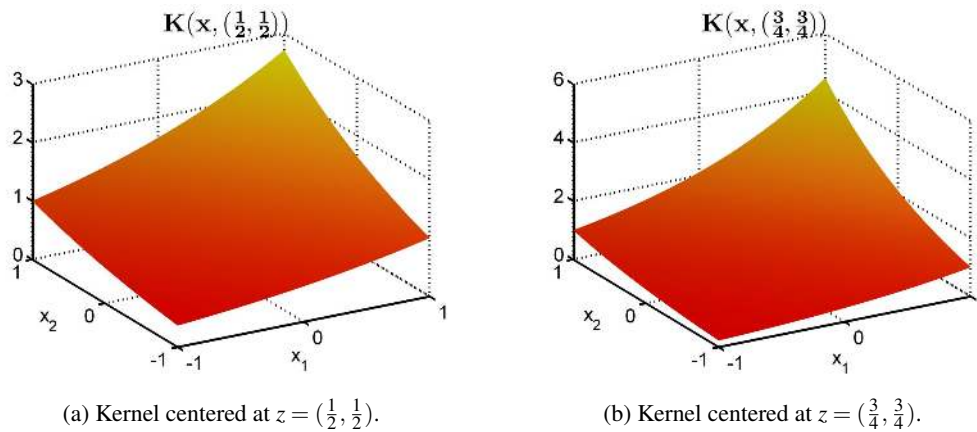 K(x, (1/2, 1/2))
3
2
1
0
1
0
-1
x₂
-1
0
1
x₁
(a) Kernel centered at z = (1/2, 1/2).
K(x, (3/4, 3/4))
6
4
2
0
1
0
-1
x₂
-1
0
x₁
(b) Kernel centered at z = (3/4, 3/4).